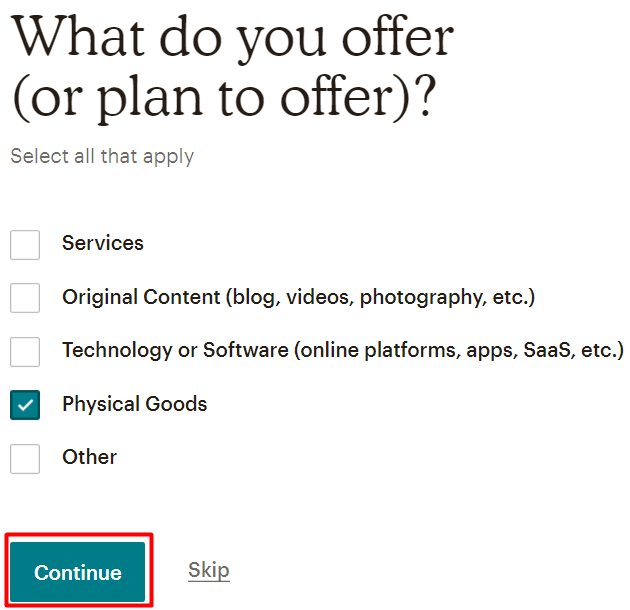 What do you offer
(or plan to offer)?
Select all that apply
Services
Original Content (blog, videos, photography, etc.)
Technology or Software (online platforms, apps, SaaS, etc.)
Physical Goods
Other
Continue Skip